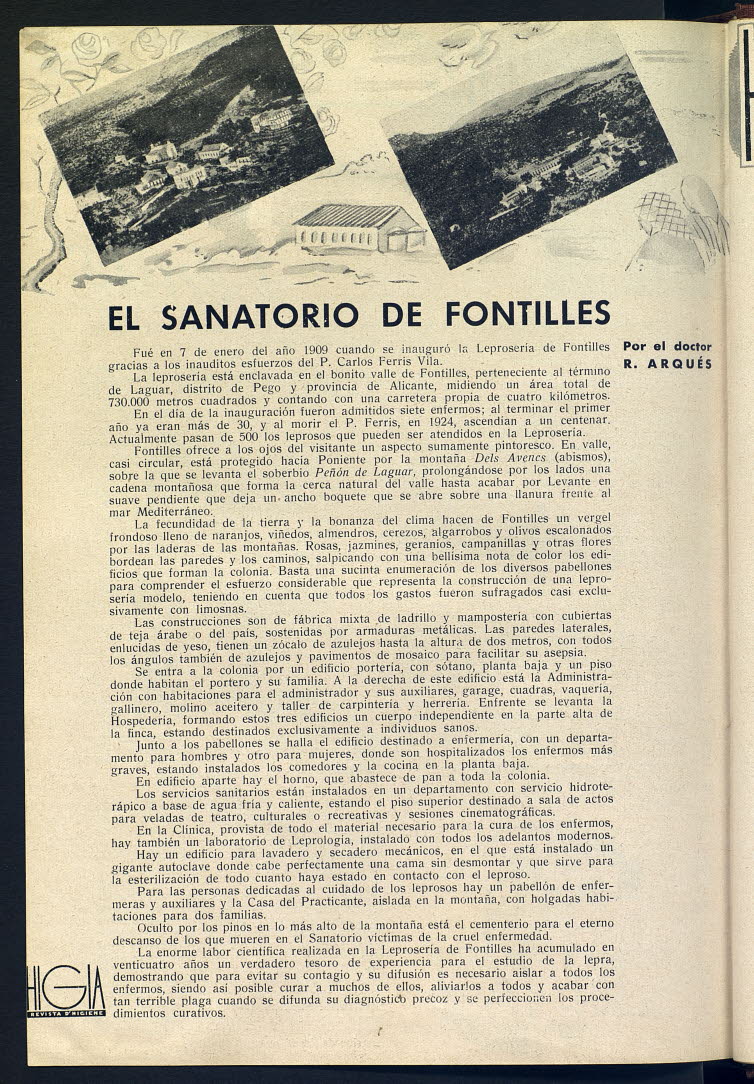 EL SANATORIO DE FONTILLES
Por el doctor
R. ARQUÉS
Fué en 7 de enero del año 1909 cuando se inauguró la Leprosería de Fontilles
gracias a los inauditos esfuerzos del P. Carlos Ferris Vila.
La leprosería está enclavada en el bonito valle de Fontilles, perteneciente al término
de Laguar, distrito de Pego y provincia de Alicante, midiendo un área total de
730.000 metros cuadrados y contando con una carretera propia de cuatro kilómetros.
En el día de la inauguración fueron admitidos siete enfermos; al terminar el primer
año ya eran más de 30, y al morir el P. Ferris, en 1924, ascendían a un centenar.
Actualmente pasan de 500 los leprosos que pueden ser atendidos en la Leprosería.
Fontilles ofrece a los ojos del visitante un aspecto sumamente pintoresco. En valle,
casi circular, está protegido hacia Poniente por la montaña Dels Avencs (abismos),
sobre la que se levanta el soberbio Peñón de Laguar, prolongándose por los lados una
cadena montañosa que forma la cerca natural del valle hasta acabar por Levante en
suave pendiente que deja un ancho boquete que se abre sobre una llanura frente al
mar Mediterráneo.
La fecundidad de la tierra y la bonanza del clima hacen de Fontilles un vergel
frondoso lleno de naranjos, viñedos, almendros, cerezos, algarrobos y olivos escalonados
por las laderas de las montañas. Rosas, jazmines, geranios, campanillas y otras flores
bordean las paredes y los caminos, salpicando con una bellísima nota de color los edi-
ficios que forman la colonia. Basta una sucinta enumeración de los diversos pabellones
para comprender el esfuerzo considerable que representa la construcción de una lepro-
sería modelo, teniendo en cuenta que todos los gastos fueron sufragados casi exclu-
sivamente con limosnas.
Las construcciones son de fábrica mixta de ladrillo y mampostería con cubiertas
de teja árabe o del país, sostenidas por armaduras metálicas. Las paredes laterales,
enlucidas de yeso, tienen un zócalo de azulejos hasta la altura de dos metros, con todos
los ángulos también de azulejos y pavimentos de mosaico para facilitar su asepsia.
Se entra a la colonia por un edificio portería, con sótano, planta baja y un piso
donde habitan el portero y su familia. A la derecha de este edificio está la Administra-
ción con habitaciones para el administrador y sus auxiliares, garage, cuadras, vaquería,
gallinero, molino aceitero y taller de carpintería y herrería. Enfrente se levanta la
Hospedería, formando estos tres edificios un cuerpo independiente en la parte alta de
la finca, estando destinados exclusivamente a individuos sanos.
Junto a los pabellones se halla el edificio destinado a enfermería, con un departa-
mento para hombres y otro para mujeres, donde son hospitalizados los enfermos más
graves, estando instalados los comedores y la cocina en la planta baja.
En edificio aparte hay el horno, que abastece de pan a toda la colonia.
Los servicios sanitarios están instalados en un departamento con servicio hidrote-
rápico a base de agua fría y caliente, estando el piso superior destinado a sala de actos
para veladas de teatro, culturales o recreativas y sesiones cinematográficas.
En la Clínica, provista de todo el material necesario para la cura de los enfermos,
hay también un laboratorio de Leprología, instalado con todos los adelantos modernos.
Hay un edificio para lavadero y secadero mecánicos, en el que está instalado un
gigante autoclave donde cabe perfectamente una cama sin desmontar y que sirve para
la esterilización de todo cuanto haya estado en contacto con el leproso.
Para las personas dedicadas al cuidado de los leprosos hay un pabellón de enfer-
meras y auxiliares y la Casa del Practicante, aislada en la montaña, con holgadas habi-
taciones para dos familias.
Oculto por los pinos en lo más alto de la montaña está el cementerio para el eterno
descanso de los que mueren en el Sanatorio víctimas de la cruel enfermedad.
La enorme labor científica realizada en la Leprosería de Fontilles ha acumulado en
venticuatro años un verdadero tesoro de experiencia para el estudio de la lepra,
demostrando que para evitar su contagio y su difusión es necesario aislar a todos los
enfermos, siendo así posible curar a muchos de ellos, aliviarlos a todos y acabar con
tan terrible plaga cuando se difunda su diagnóstico precoz y se perfeccionen los proce-
dimientos curativos.
HIGIA
REVISTA D'HIGIENE